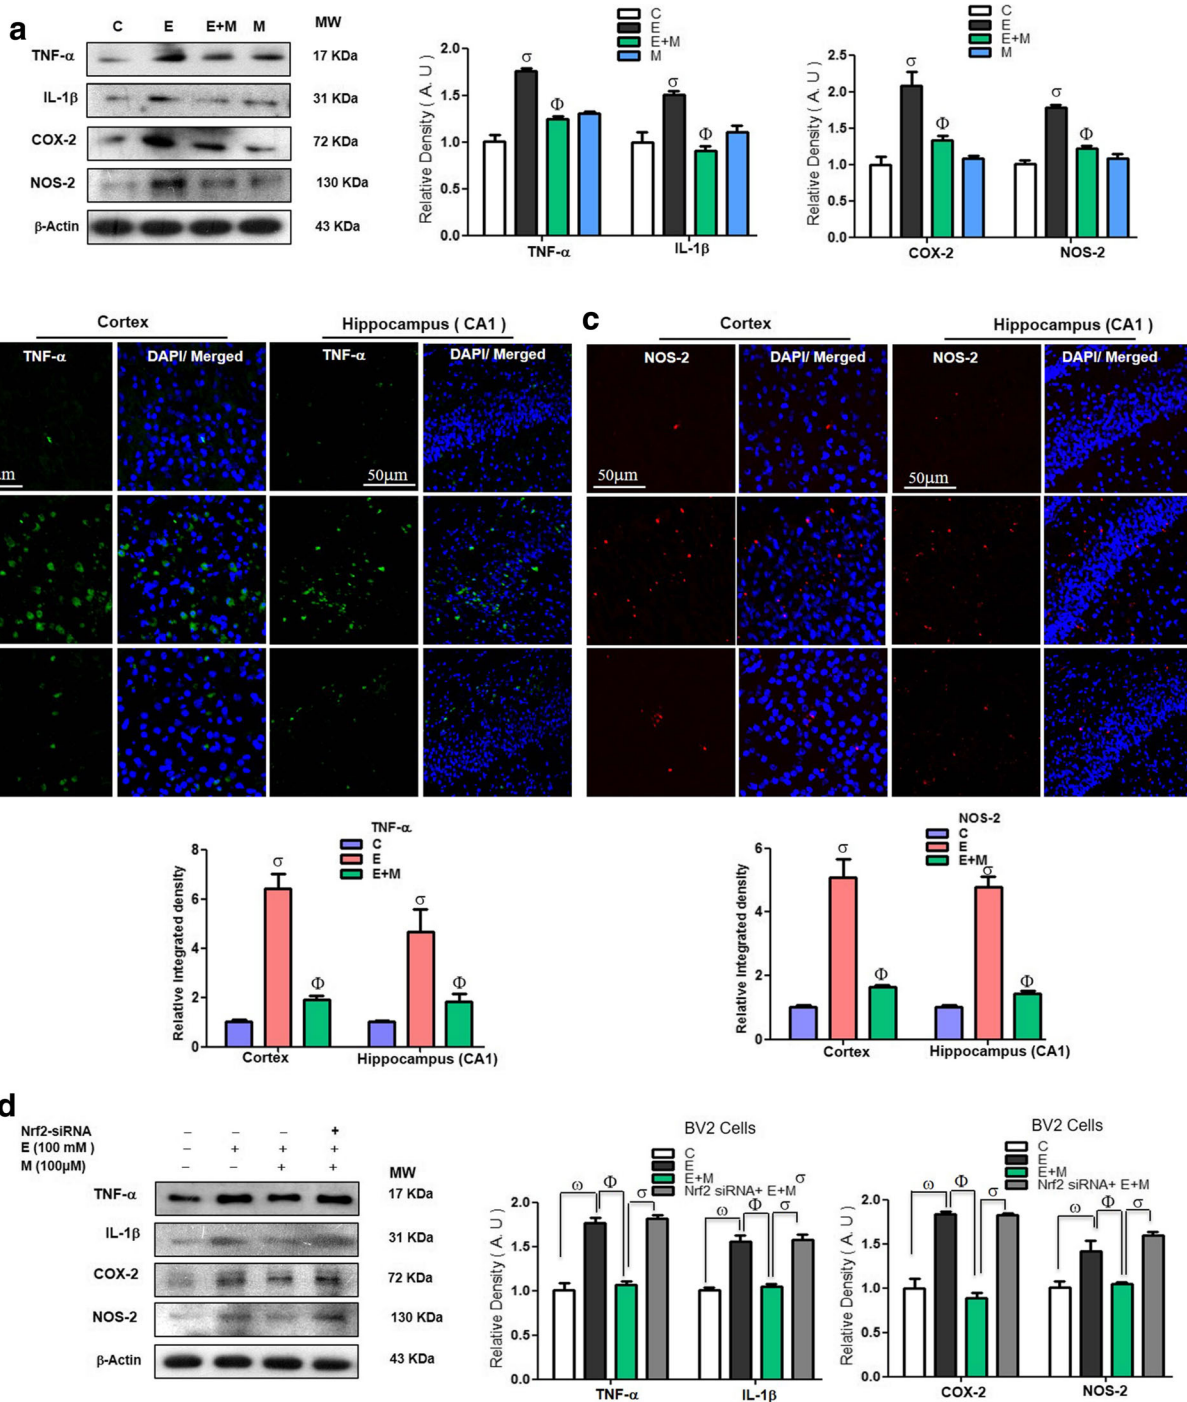 a
C E E+M M MW
TNF-α 17 KDa
IL-1β 31 KDa
COX-2 72 KDa
NOS-2 130 KDa
β-Actin 43 KDa
C
E
E+M
M
Relative Density ( A. U )
2.0
1.5
1.0
0.5
0.0
σ
Φ
σ
Φ
TNF-α IL-1β
C
E
E+M
M
Relative Density ( A. U )
2.5
2.0
1.5
1.0
0.5
0.0
σ
Φ
σ
Φ
COX-2 NOS-2
Cortex Hippocampus ( CA1 )
TNF-α DAPI/ Merged TNF-α DAPI/ Merged
μm 50μm
c
Cortex Hippocampus (CA1 )
NOS-2 DAPI/ Merged NOS-2 DAPI/ Merged
50μm 50μm
TNF-α
C
E
E+M
Relative Integrated density
8
6
4
2
0
σ
Φ
σ
Φ
Cortex Hippocampus (CA1)
NOS-2
C
E
E+M
Relative Integrated density
6
4
2
0
σ
Φ
σ
Φ
Cortex Hippocampus (CA1)
d
Nrf2-siRNA – – – +
E (100 mM ) – + + +
M (100μM) – – + +
MW
TNF-α 17 KDa
IL-1β 31 KDa
COX-2 72 KDa
NOS-2 130 KDa
β-Actin 43 KDa
BV2 Cells
C
E
E+M
Nrf2 siRNA+ E+M
Relative Density ( A. U )
2.0
1.5
1.0
0.5
0.0
ω Φ σ
ω Φ σ
σ
TNF-α IL-1β
BV2 Cells
C
E
E+M
Nrf2 siRNA+ E+M
Relative Density ( A. U )
2.0
1.5
1.0
0.5
0.0
ω Φ σ
ω Φ σ
COX-2 NOS-2